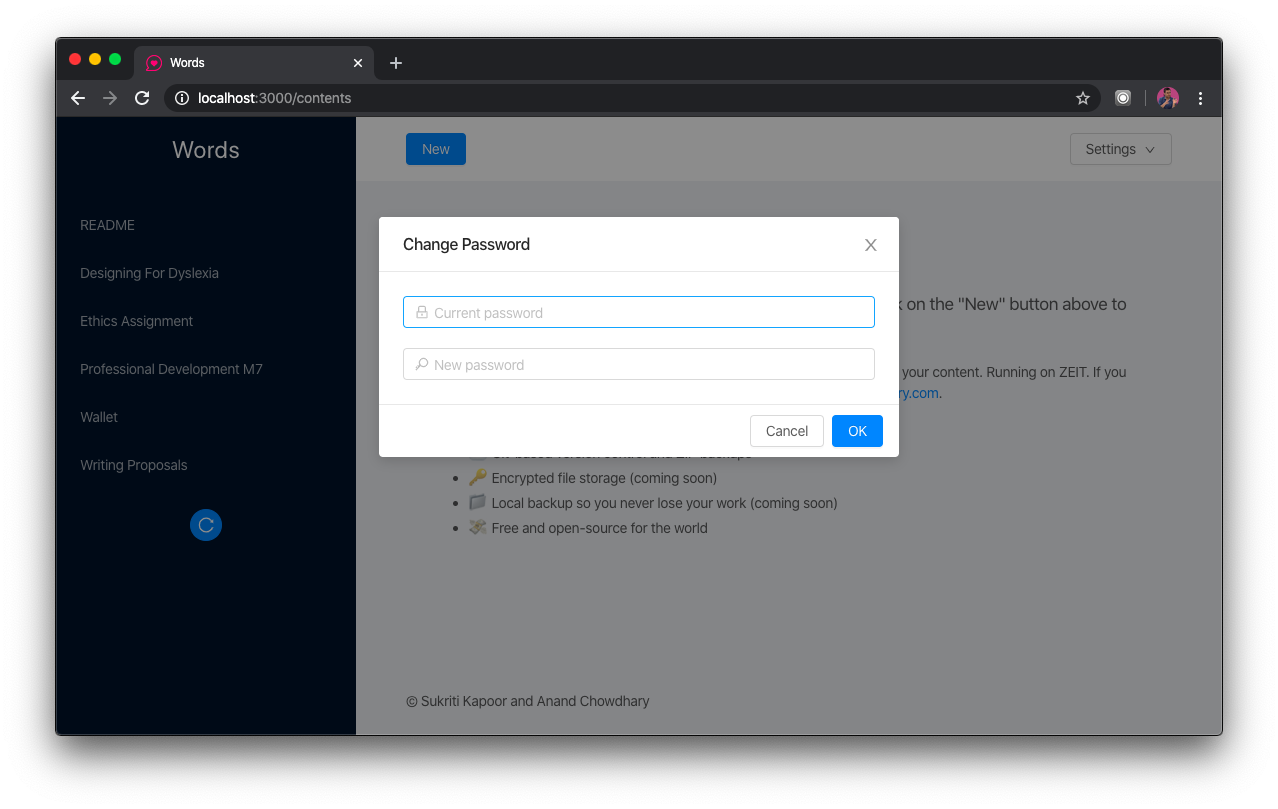 Words
localhost:3000/contents
Words
New
Settings
README
Designing For Dyslexia
Ethics Assignment
Professional Development M7
Wallet
Writing Proposals
Change Password
Current password
New password
Cancel
OK
on the "New" button above to
your content. Running on ZEIT. If you
ry.com.
Encrypted file storage (coming soon)
Local backup so you never lose your work (coming soon)
Free and open-source for the world
© Sukriti Kapoor and Anand Chowdhary